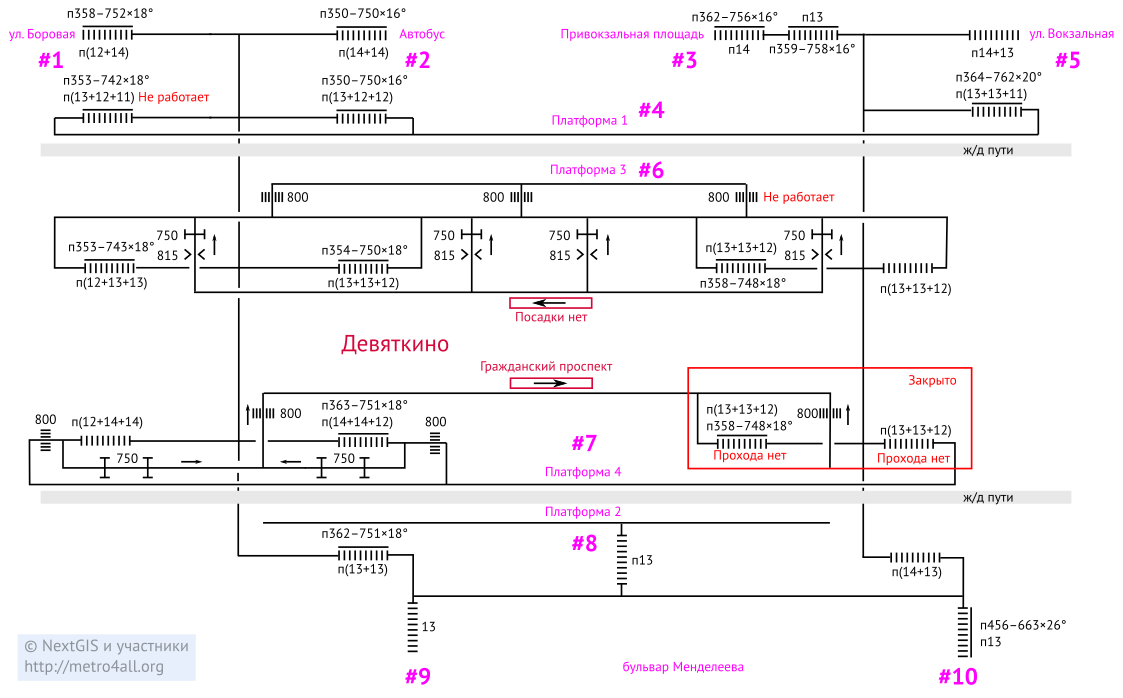 п358–752×18°
п350–750×16°
п362–756×16°
п13
ул. Боровая
Автобус
Привокзальная площадь
ул. Вокзальная
п(12+14)
п(14+14)
п14
п359–758×16°
п14+13
#1
#2
#3
#5
п353–742×18°
п350–750×16°
п364–762×20°
п(13+12+11) Не работает
п(13+12+12)
п(13+13+11)
#4
Платформа 1
ж/д пути
Платформа 3 #6
800
800
800
Не работает
750
750
750
750
п353–743×18°
815
п354–750×18°
815
815
п(13+13+12)
815
п(12+13+13)
п(13+13+12)
п358–748×18°
п(13+13+12)
Посадки нет
Девяткино
Гражданский проспект
Закрыто
800
п(12+14+14)
800
п363–751×18°
п(14+14+12)
800
п(13+13+12)
800
п358–748×18°
п(13+13+12)
#7
750
750
Прохода нет
Прохода нет
Платформа 4
ж/д пути
Платформа 2
п362–751×18°
#8
п13
п(13+13)
п(14+13)
13
п456–663×26°
п13
© NextGIS и участники
http://metro4all.org
бульвар Менделеева
#9
#10